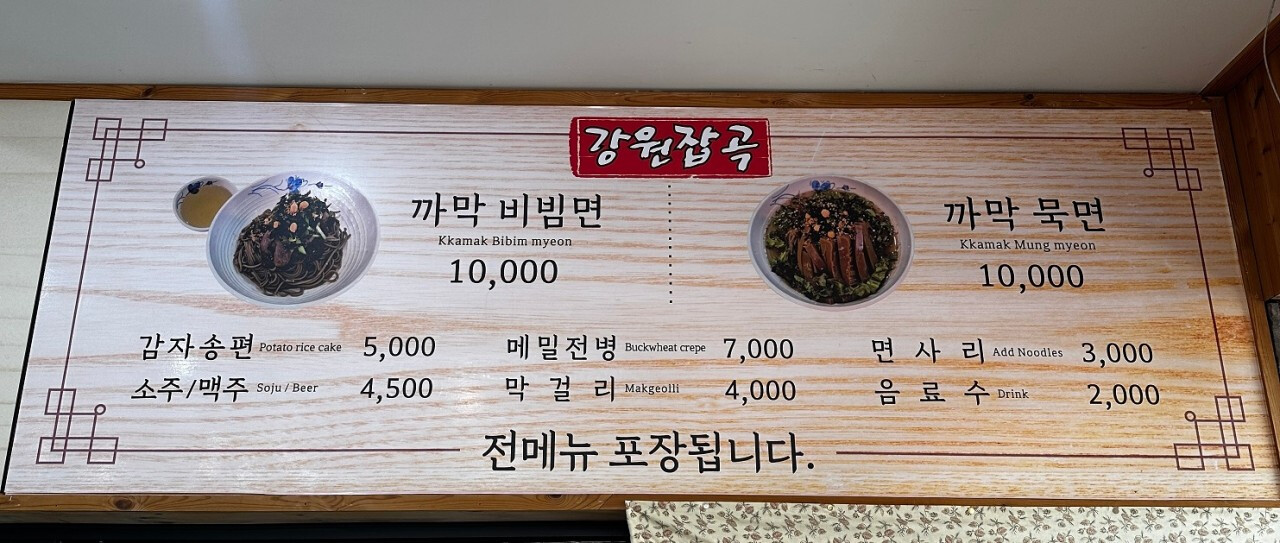 강원잡곡
까막 비빔면
Kkamak Bibim myeon
10,000
까막 묵면
Kkamak Mung myeon
10,000
감자송편 Potato rice cake 5,000
메밀전병 Buckwheat crepe 7,000
면 사 리 Add Noodles 3,000
소주/맥주 Soju / Beer 4,500
막 걸 리 Makgeolli 4,000
음 료 수 Drink 2,000
전메뉴 포장됩니다.